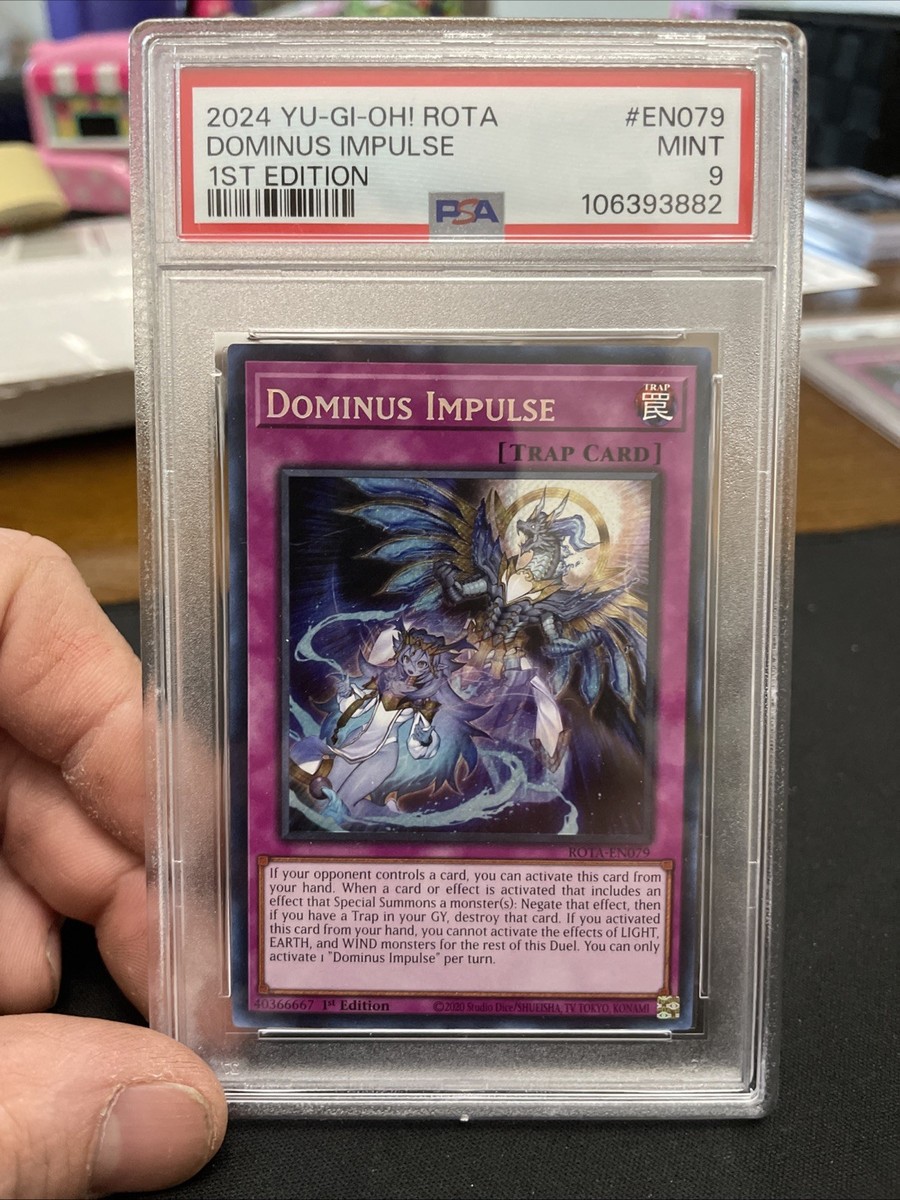 2024 YU-GI-OH! ROTA #EN079
DOMINUS IMPULSE MINT
1ST EDITION 9
PSA 106393882
DOMINUS IMPULSE
TRAP
罠
[TRAP CARD]
ROTA-EN079
If your opponent controls a card, you can activate this card from
your hand. When a card or effect is activated that includes an
effect that Special Summons a monster(s): Negate that effect, then
if you have a Trap in your GY, destroy that card. If you activated
this card from your hand, you cannot activate the effects of LIGHT,
EARTH, and WIND monsters for the rest of this Duel. You can only
activate 1 "Dominus Impulse" per turn.
40366667 1st Edition ©2020 Studio Dice/SHUEISHA, TV TOKYO, KONAMI